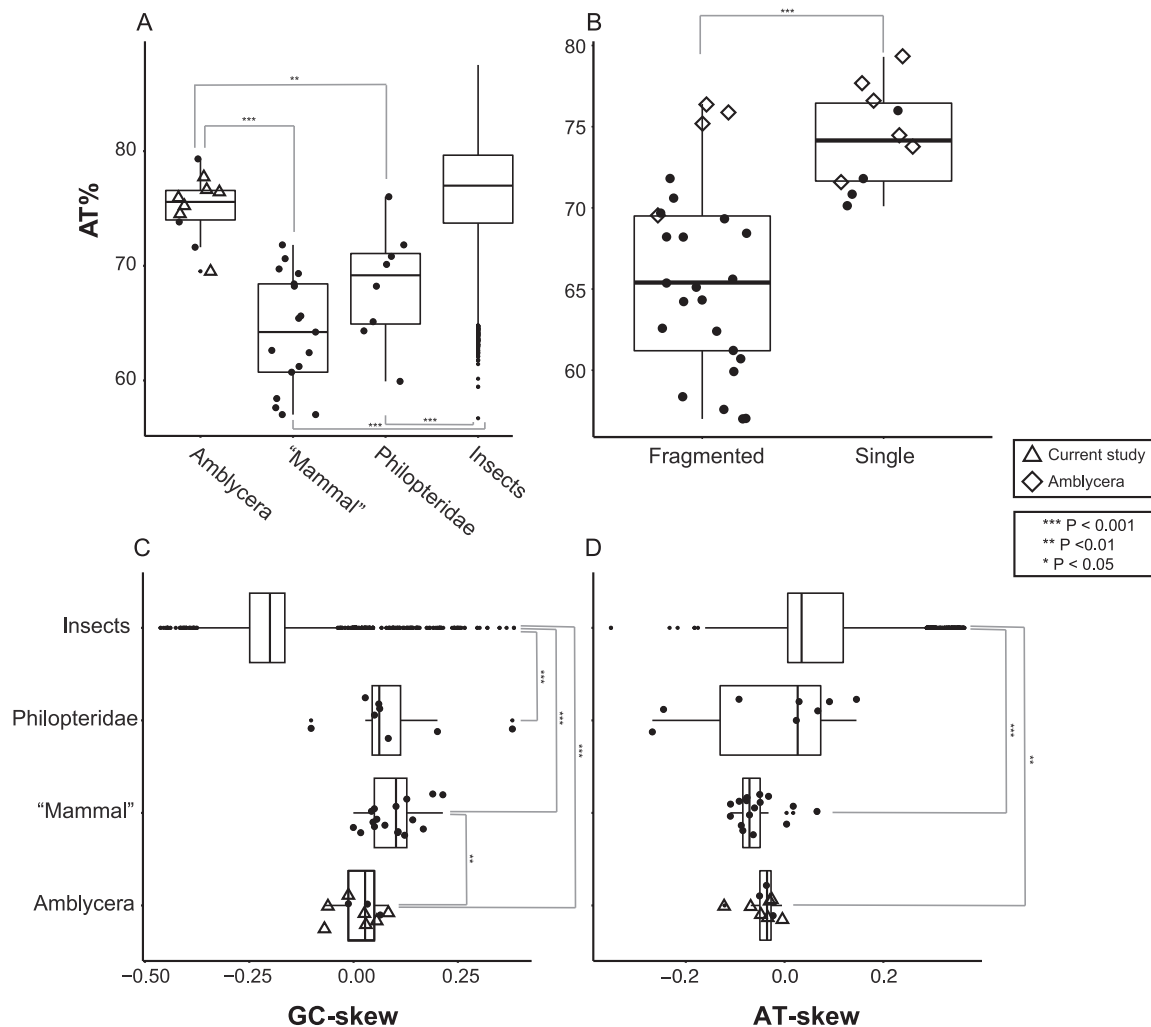 A
B
AT%
80
70
60
**
***
***
***
Amblycera
“Mammal”
Philopteridae
Insects
80
75
70
65
60
***
Fragmented
Single
Current study
Amblycera
*** P < 0.001
** P <0.01
* P < 0.05
C
D
Insects
Philopteridae
“Mammal”
Amblycera
***
***
***
**
−0.50
−0.25
0.00
0.25
GC-skew
***
**
−0.2
0.0
0.2
AT-skew